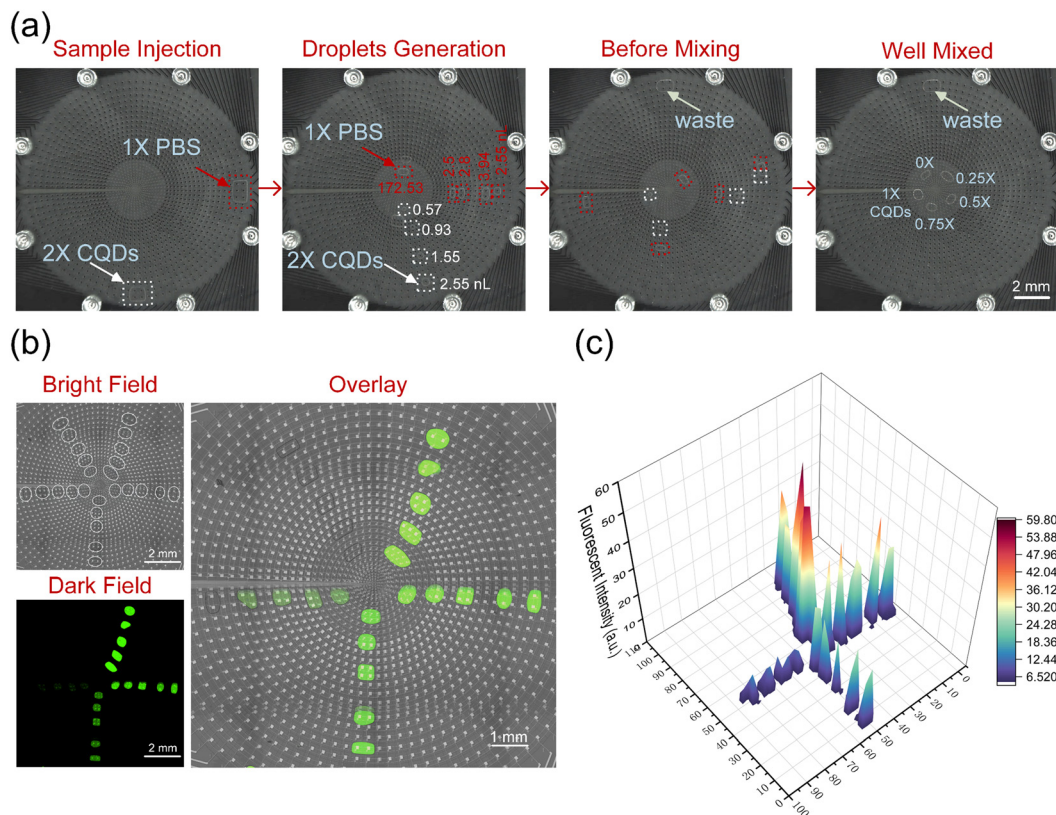 (a)
Sample Injection
Droplets Generation
Before Mixing
Well Mixed
1X PBS
2X CQDs
1X PBS
172.53
2.5
2.8
3.94
2.55 nL
0.57
0.93
1.55
2X CQDs
2.55 nL
waste
waste
0X
0.25X
1X
CQDs
0.5X
0.75X
2 mm
(b)
Bright Field
2 mm
Dark Field
2 mm
Overlay
1 mm
(c)
Fluorescent Intensity (a.u.)
60
50
40
30
20
10
0
110
100
90
80
70
60
50
40
30
20
10
0
100
90
80
70
60
50
40
30
20
10
0
59.80
53.88
47.96
42.04
36.12
30.20
24.28
18.36
12.44
6.520